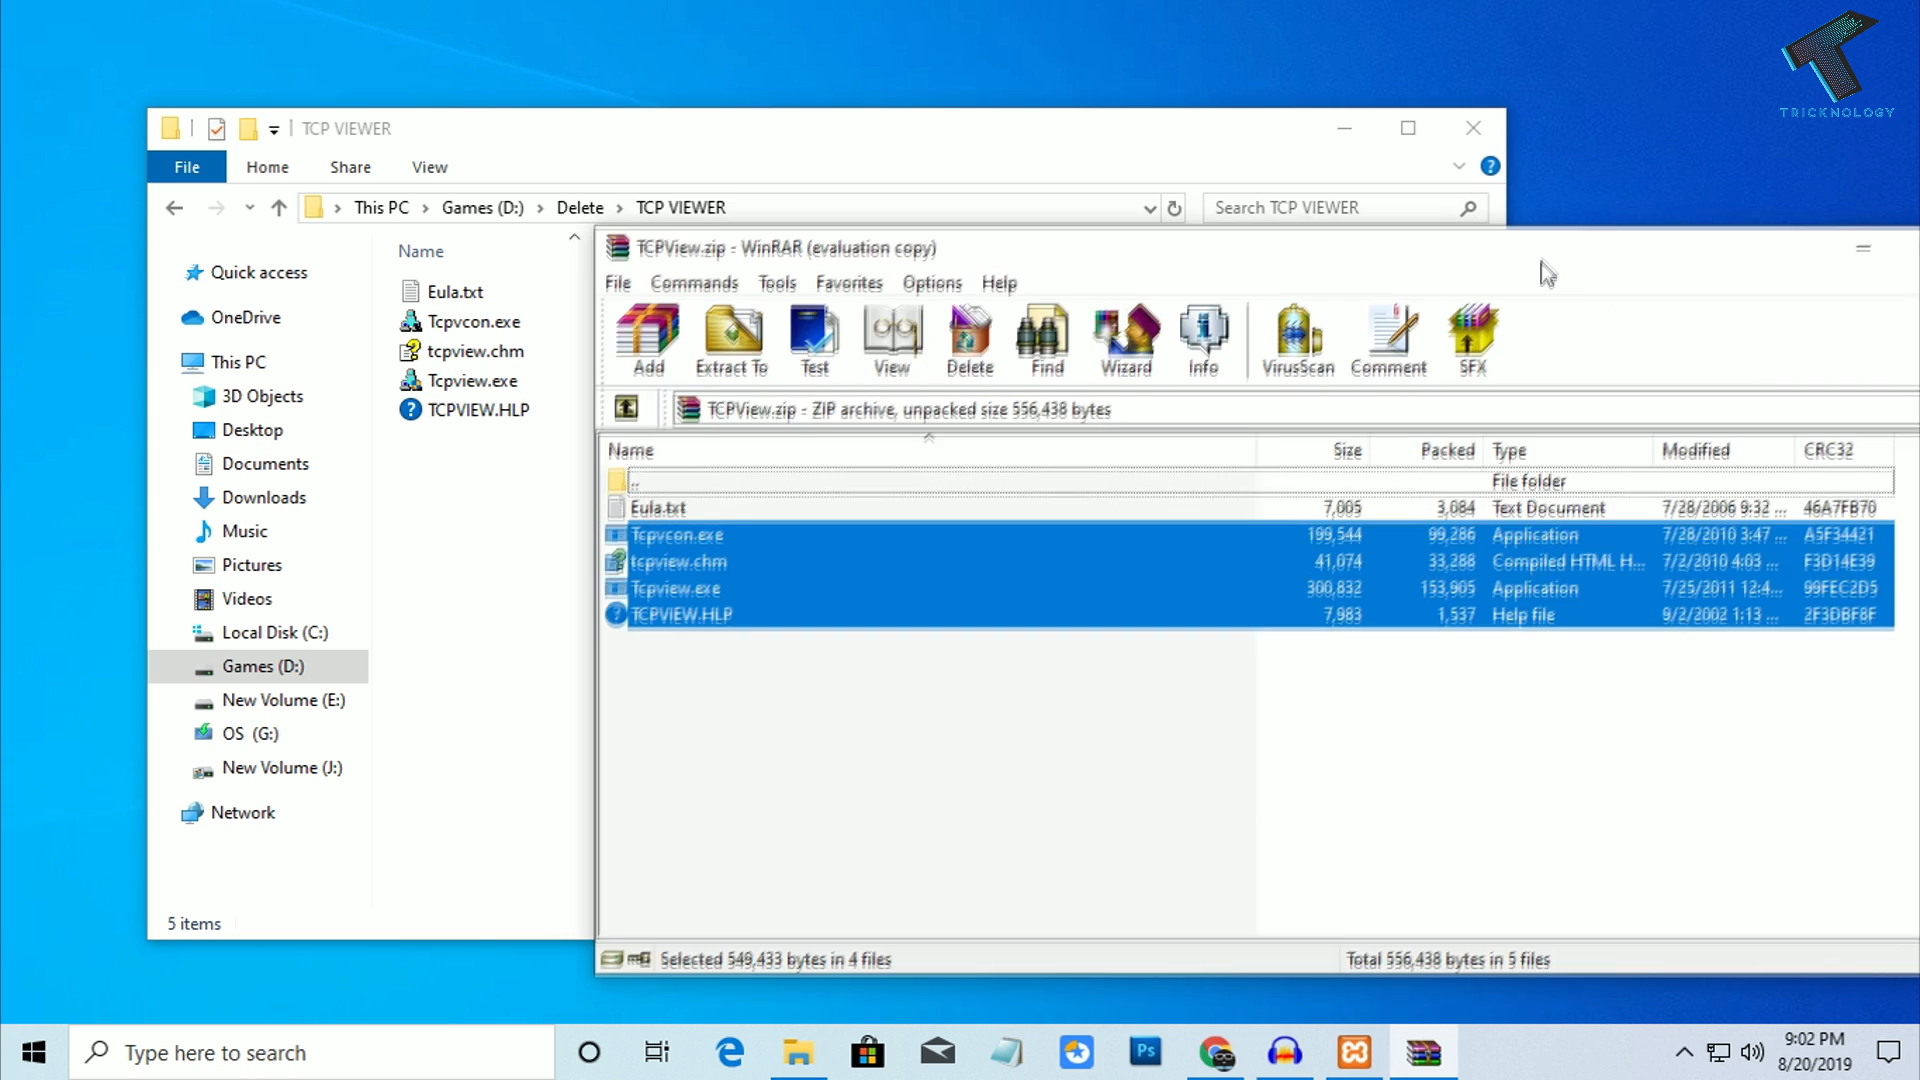 TRICKNOLOGY
TCP VIEWER
File Home Share View
This PC > Games (D:) > Delete > TCP VIEWER
Search TCP VIEWER
Quick access
OneDrive
This PC
3D Objects
Desktop
Documents
Downloads
Music
Pictures
Videos
Local Disk (C:)
Games (D:)
New Volume (E:)
OS (G:)
New Volume (J:)
Network
Name
Eula.txt
Tcpvcon.exe
tcpview.chm
Tcpview.exe
TCPVIEW.HLP
5 items
TCPView.zip - WinRAR (evaluation copy)
File Commands Tools Favorites Options Help
Add Extract To Test View Delete Find Wizard Info VirusScan Comment SFX
TCPView.zip - ZIP archive, unpacked size 556,438 bytes
Name Size Packed Type Modified CRC32
.. File folder
Eula.txt 7,005 3,084 Text Document 7/28/2006 9:32 ... 46A7FB70
Tcpvcon.exe 199,544 99,286 Application 7/28/2010 3:47 ... A5F34421
tcpview.chm 41,074 33,288 Compiled HTML H... 7/2/2010 4:03 ... F3D14E39
Tcpview.exe 300,832 153,905 Application 7/25/2011 12:4... 99FEC2D5
TCPVIEW.HLP 7,983 1,537 Help file 9/2/2002 1:13 ... 2F3DBF8F
Selected 549,433 bytes in 4 files
Total 556,438 bytes in 5 files
Type here to search
Ps
9:02 PM
8/20/2019